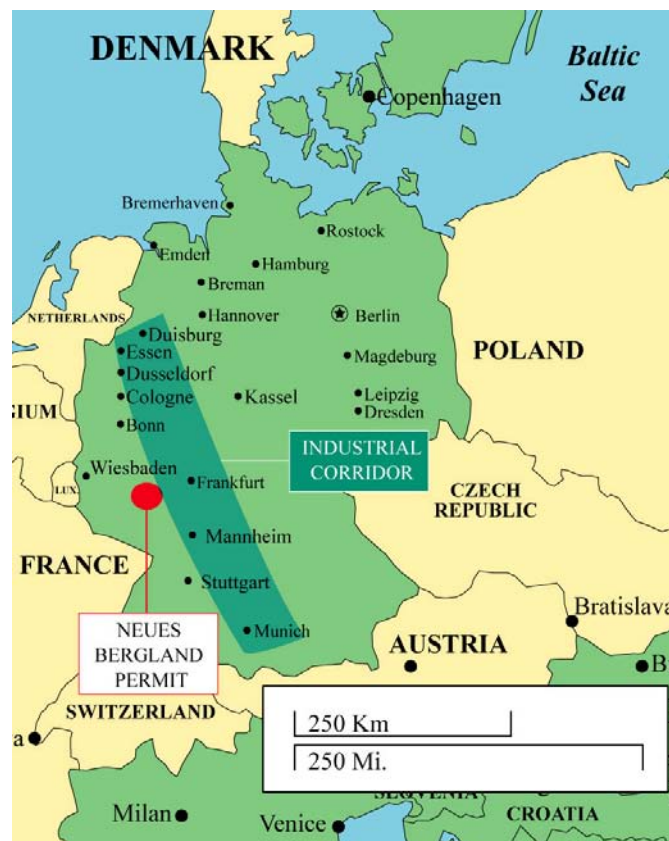 DENMARK
Baltic
Sea
Copenhagen
Bremerhaven
Rostock
Emden
Hamburg
Breman
NETHERLANDS
Hannover
Berlin
Duisburg
Essen
POLAND
Magdeburg
Dusseldorf
Cologne
Kassel
Leipzig
Dresden
GIUM
Bonn
INDUSTRIAL
CORRIDOR
Wiesbaden
LUX.
Frankfurt
CZECH
REPUBLIC
Mannheim
FRANCE
Stuttgart
Bratislava
NEUES
BERGLAND
PERMIT
Munich
AUSTRIA
B
SWITZERLAND
250 Km
a
250 Mi.
SLOVENIA
CROATIA
Milan
Venice